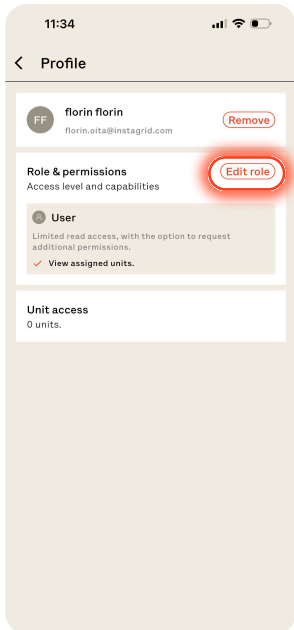 11:34
Profile
FF
florin florin
florin.oita@instagrid.com
Remove
Role & permissions
Access level and capabilities
Edit role
User
Limited read access, with the option to request
additional permissions.
View assigned units.
Unit access
0 units.